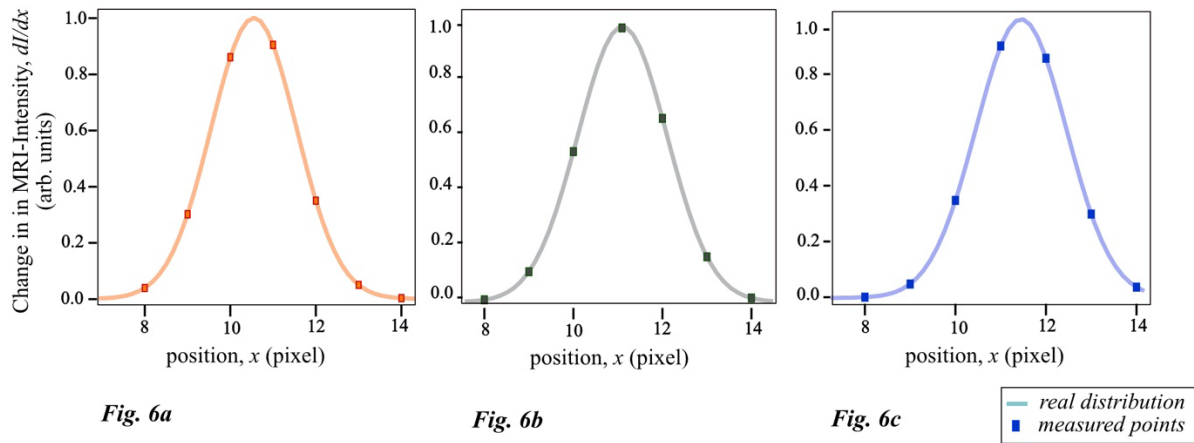 Change in in MRI-Intensity, dI/dx
(arb. units)
1.0
0.8
0.6
0.4
0.2
0.0
8 10 12 14
position, x (pixel)
Fig. 6a
1.0
0.8
0.6
0.4
0.2
0.0
8 10 12 14
position, x (pixel)
Fig. 6b
1.0
0.8
0.6
0.4
0.2
0.0
8 10 12 14
position, x (pixel)
Fig. 6c
real distribution
measured points